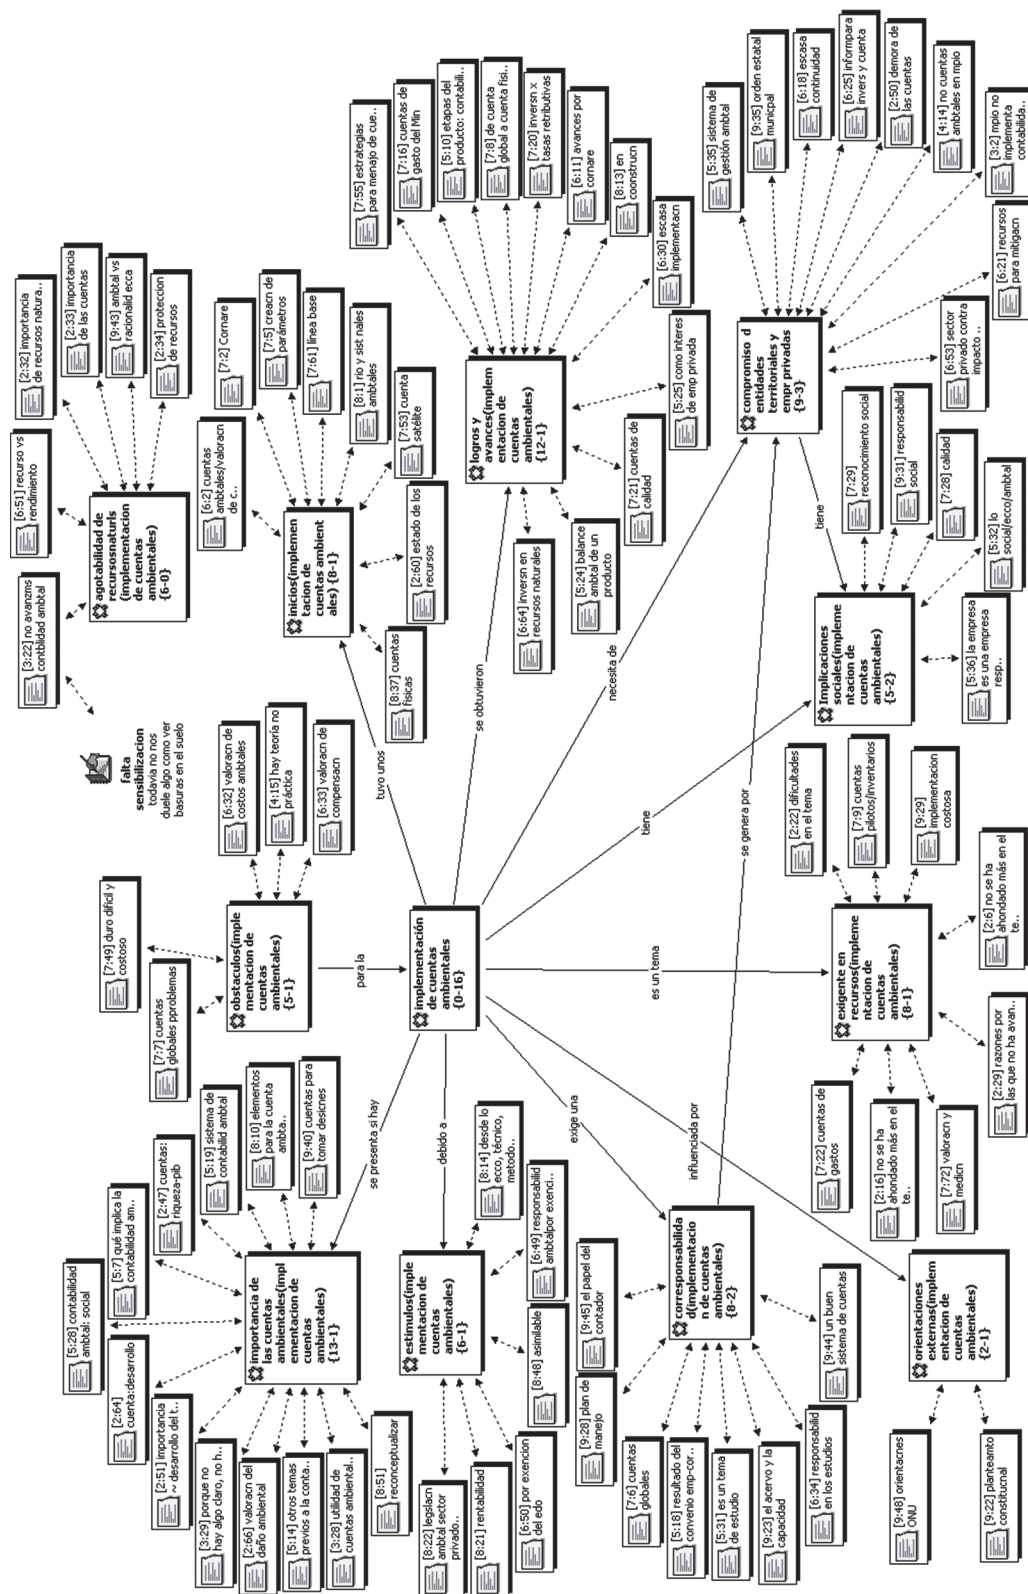 [3:22] no avanzms
contblidad ambtal
[6:51] recurso vs
rendimiento
[2:32] importancia
de recursos natura..
[2:33] importancia
de las cuentas
[9:43] ambtal vs
racionalid ecca
[2:34] proteccion
de recursos
agotabilidad de
recursosnaturls
(implementacion
de cuentas
ambientales)
{6-0}
falta
sensibilizacion
todavia no nos
duele algo como ver
basuras en el suelo
[6:2] cuentas
ambtales/valoracn
de c..
[7:2] Cornare
[7:5] creacn de
parámetros
[7:61] línea base
[8:1] rio y sist nales
ambtales
[7:53] cuenta
satélite
[2:60] estado de los
recursos
[8:37] cuentas
físicas
inicios(implemen
tacion de
cuentas ambient
ales) {8-1}
[7:55] estrategias
para menajo de cue..
[7:16] cuentas de
gasto del Min
[5:10] etapas del
producto: contabili..
[7:8] de cuenta
global a cuenta fisi..
[7:20] inversn x
tasas retributivas
[6:11] avances por
cornare
[8:13] en
coonstrucn
[6:30] escasa
implementacn
[5:25] como interes
de emp privada
[7:21] cuentas de
calidad
[5:24] balance
ambtal de un
producto
[6:64] inversn en
recursos naturales
logros y
avances(implem
entacion de
cuentas
ambientales)
{12-1}
[5:35] sistema de
gestión ambtal
[9:35] orden estatal
municpal
[6:18] escasa
continuidad
[6:25] informpara
invers y cuenta
[2:50] demora de
las cuentas
[4:14] no cuentas
ambtales en mpio
[3:2] mpio no
implementa
contabilida..
[6:21] recursos
para mitigacn
[6:53] sector
privado contra
impacto ..
compromiso d
entidades
territoriales y
empr privadas
{9-3}
tiene
[7:29]
reconocimiento social
[9:31] responsabilid
social
[7:28] calidad
[5:32] lo
social/ecco/ambtal
[5:36] la empresa
es una empresa
resp..
Implicaciones
sociales(impleme
ntacion de
cuentas
ambientales)
{5-2}
[7:49] duro dificil y
costoso
[7:7] cuentas
globales pproblemas
[6:32] valoracn de
costos ambtales
[4:15] hay teoría no
práctica
[6:33] valoracn de
compensacn
obstaculos(imple
mentacion de
cuentas
ambientales)
{5-1}
para la
implementación
de cuentas
ambientales
{0-16}
tuvo unos
se obtuvieron
necesita de
tiene
es un tema
se genera por
influenciada por
exige una
debido a
se presenta si hay
[2:22] dificultades
en el tema
[7:9] cuentas
pilotos/inventarios
[9:29]
implementacion
costosa
[2:6] no se ha
ahondado más en el
te..
[2:29] razones por
las que no ha avan..
[7:72] valoracn y
medicn
[2:16] no se ha
ahondado más en el
te..
[7:22] cuentas de
gastos
exigente en
recursos(impleme
ntacion de
cuentas
ambientales)
{8-1}
[5:28] contabilidad
ambtal: social
[5:7] qué implica la
contabilidad am..
[2:47] cuentas:
riqueza-pib
[5:19] sistema de
contabilid ambtal
[8:10] elementos
para la cuenta
ambta..
[9:40] cuentas para
tomar desicnes
[2:64]
cuenta:desarrollo
[2:51] importancia
~ desarrollo del t..
[3:29] porque no
hay algo claro, no h..
[2:66] valoracn del
daño ambiental
[5:14] otros temas
previos a la conta..
[3:28] utilidad de
cuentas ambiental..
[8:51]
reconceptualizar
importancia de
las cuentas
ambientales(impl
ementacion de
cuentas
ambientales)
{13-1}
[8:14] desde lo
ecco, técnico,
metodo..
[6:49] responsabilid
ambtalpor exenci..
[8:48] asimilable
[8:22] legslacn
ambtal sector
privado..
[8:21] rentabilidad
[6:50] por exencion
del edo
estimulos(imple
mentacion de
cuentas
ambientales)
{6-1}
[9:45] el papel del
contador
[9:28] plan de
manejo
[7:6] cuentas
globales
[5:18] resultado del
convenio emp-cor..
[5:31] es un tema
de estudio
[9:23] el acervo y la
capacidad
[6:34] responsabilid
en los estudios
[9:44] un buen
sistema de cuentas
corresponsabilida
d(implementacio
n de cuentas
ambientales)
{8-2}
[9:48] orientacnes
ONU
[9:22] planteamto
constitucnal
orientaciones
externas(implem
entacion de
cuentas
ambientales)
{2-1}